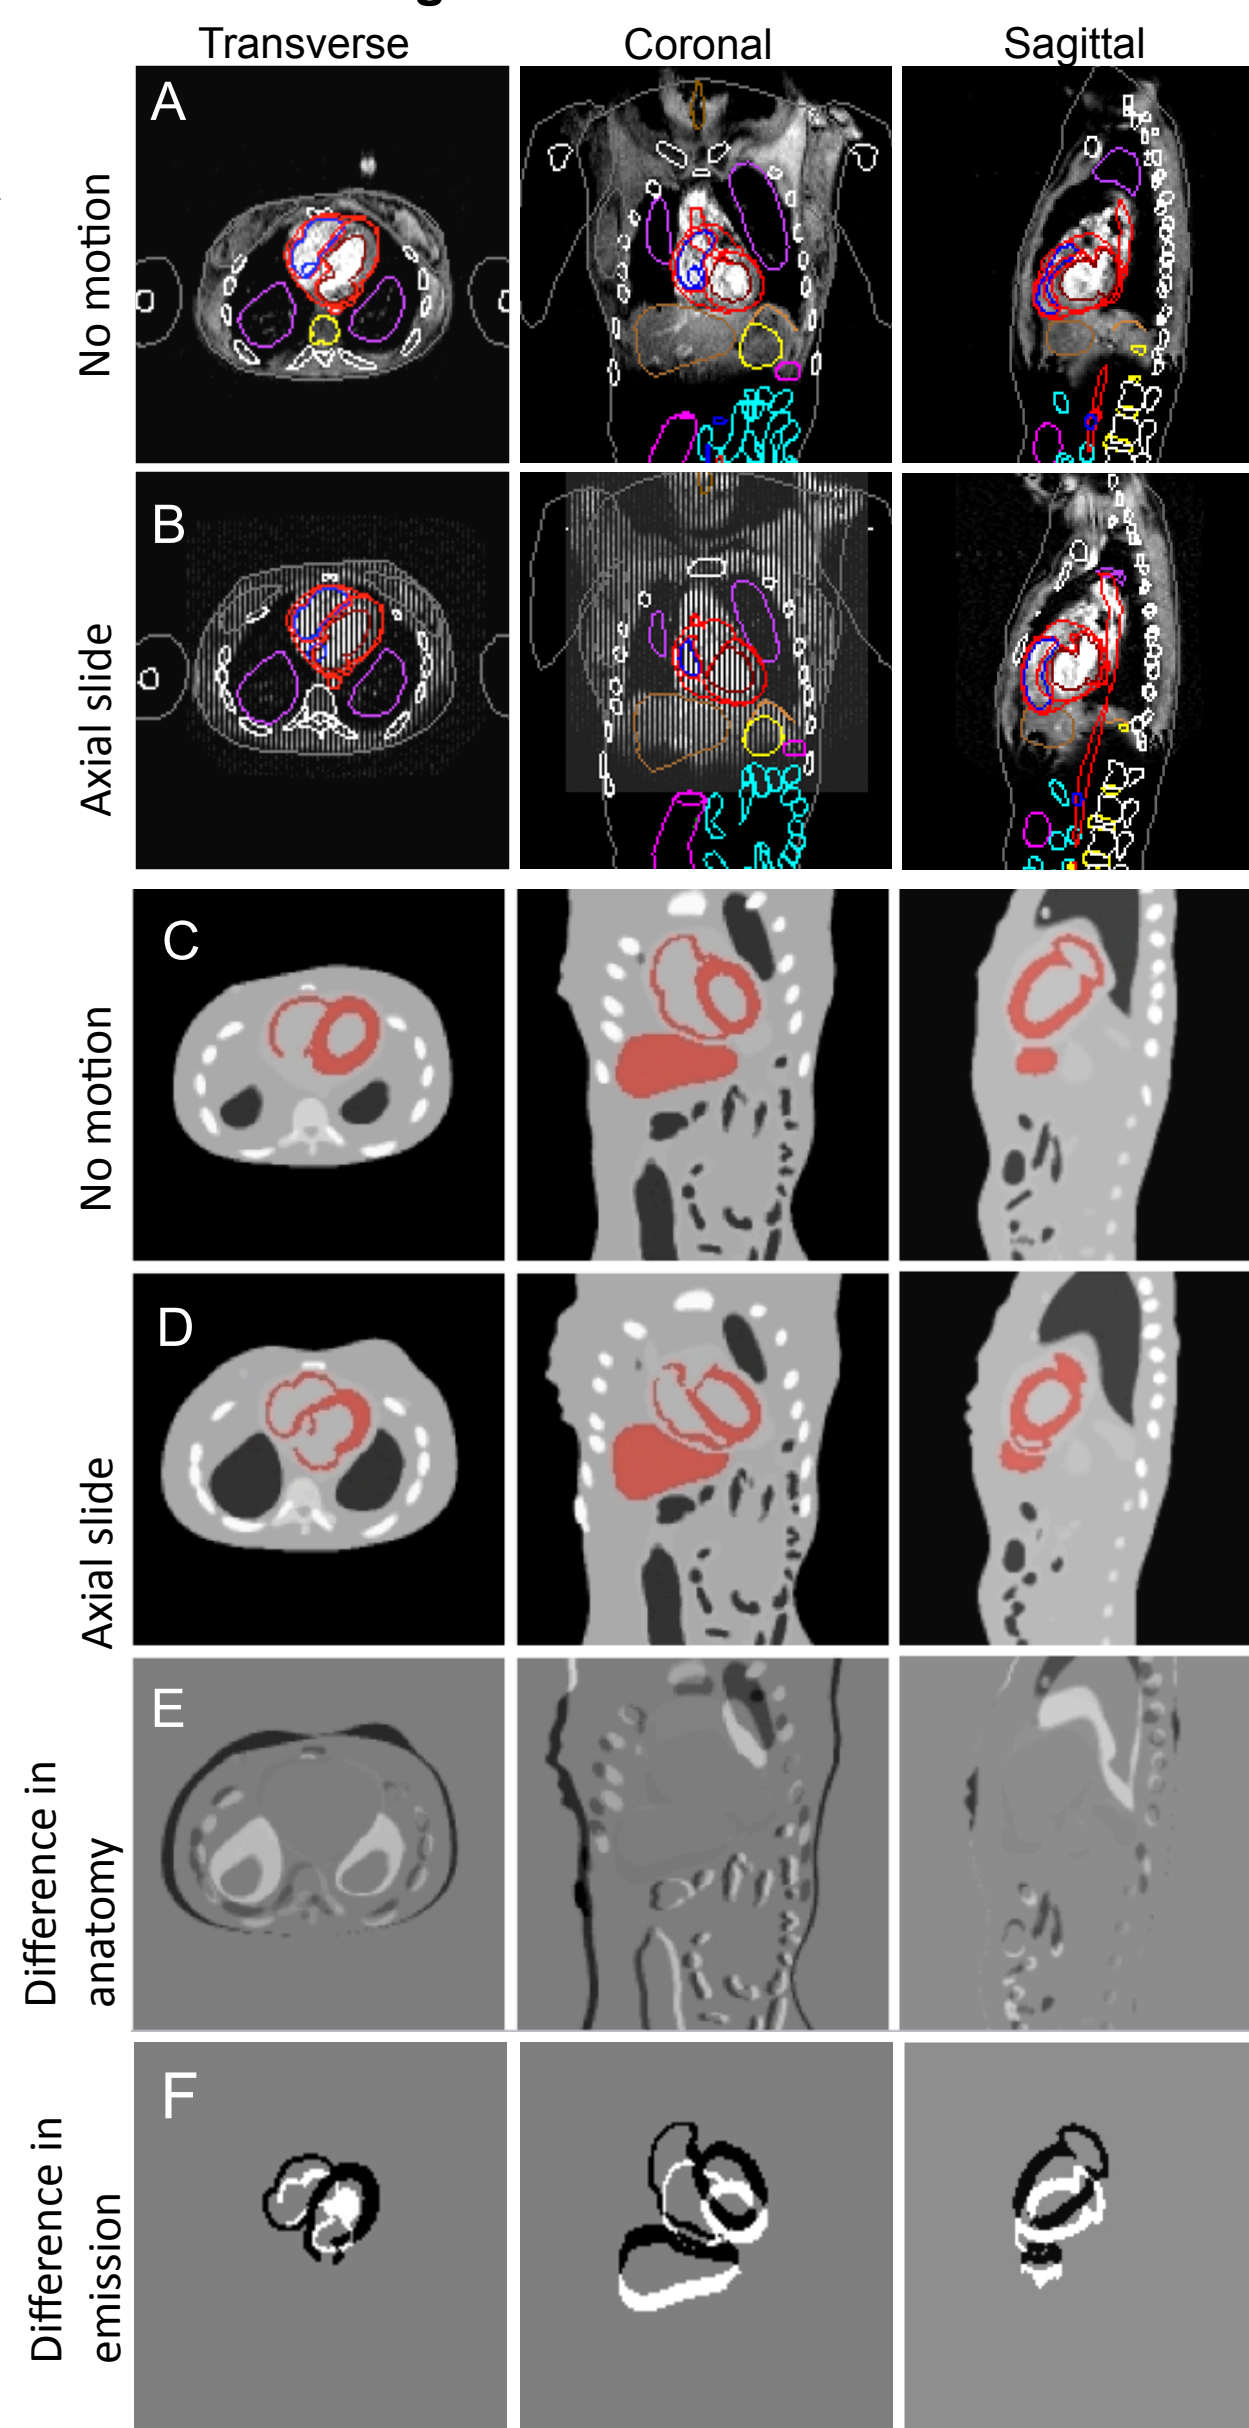 Transverse Coronal Sagittal
A
No motion
B
Axial slide
C
No motion
D
Axial slide
E
Difference in
anatomy
F
Difference in
emission